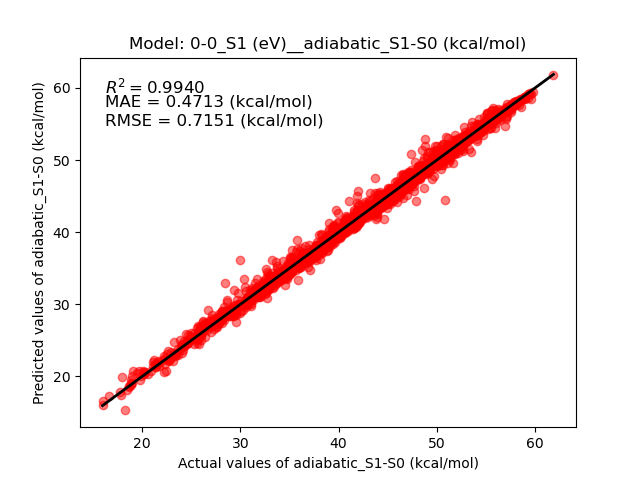 Model: 0-0_S1 (eV)__adiabatic_S1-S0 (kcal/mol)
R² = 0.9940
MAE = 0.4713 (kcal/mol)
RMSE = 0.7151 (kcal/mol)
Predicted values of adiabatic_S1-S0 (kcal/mol)
60
50
40
30
20
20 30 40 50 60
Actual values of adiabatic_S1-S0 (kcal/mol)